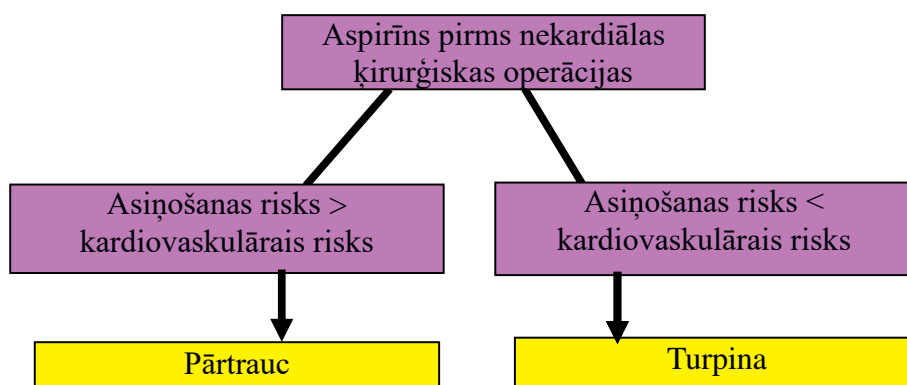 Aspirīns pirms nekardiālas
ķirurģiskas operācijas
Asiņošanas risks >
kardiovaskulārais risks
Asiņošanas risks <
kardiovaskulārais risks
Pārtrauc
Turpina